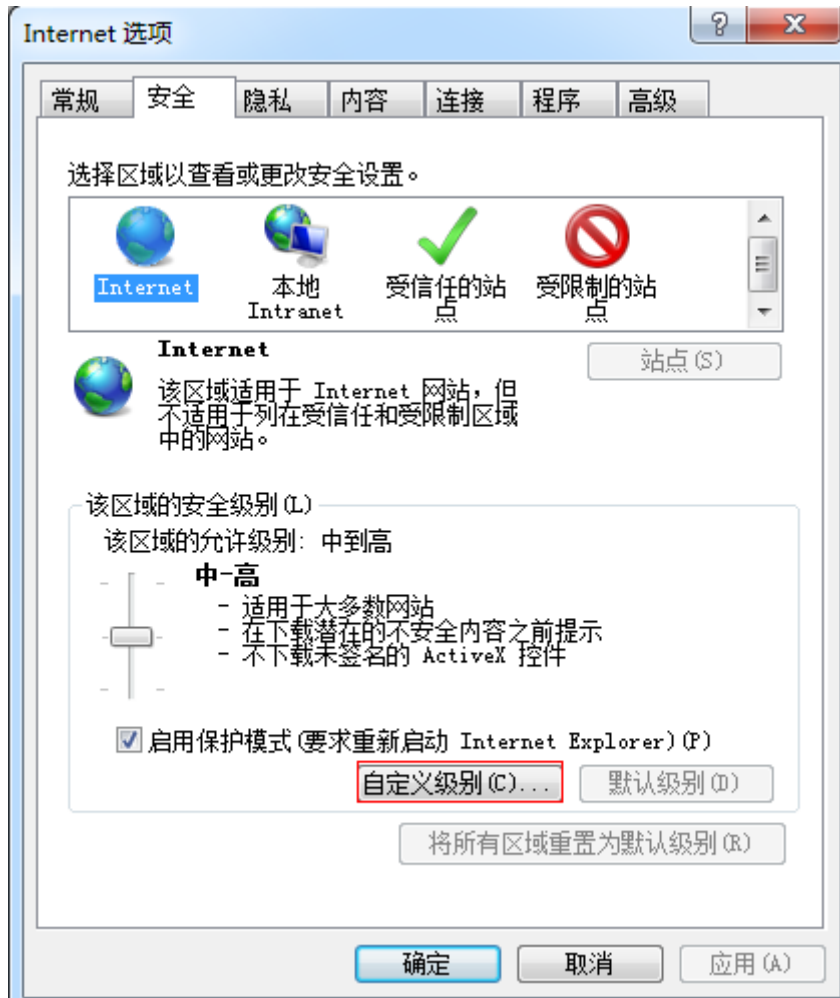 Internet 选项
常规 安全 隐私 内容 连接 程序 高级
选择区域以查看或更改安全设置。
Internet 本地 受信任的站 受限制的站
Intranet 点 点
Internet
站点(S)
该区域适用于 Internet 网站，但
不适用于列在受信任和受限制区域
中的网站。
该区域的安全级别(L)
该区域的允许级别: 中到高
中-高
- 适用于大多数网站
- 在下载潜在的不安全内容之前提示
- 不下载未签名的 ActiveX 控件
启用保护模式(要求重新启动 Internet Explorer)(P)
自定义级别(C)... 默认级别(D)
将所有区域重置为默认级别(R)
确定 取消 应用(A)